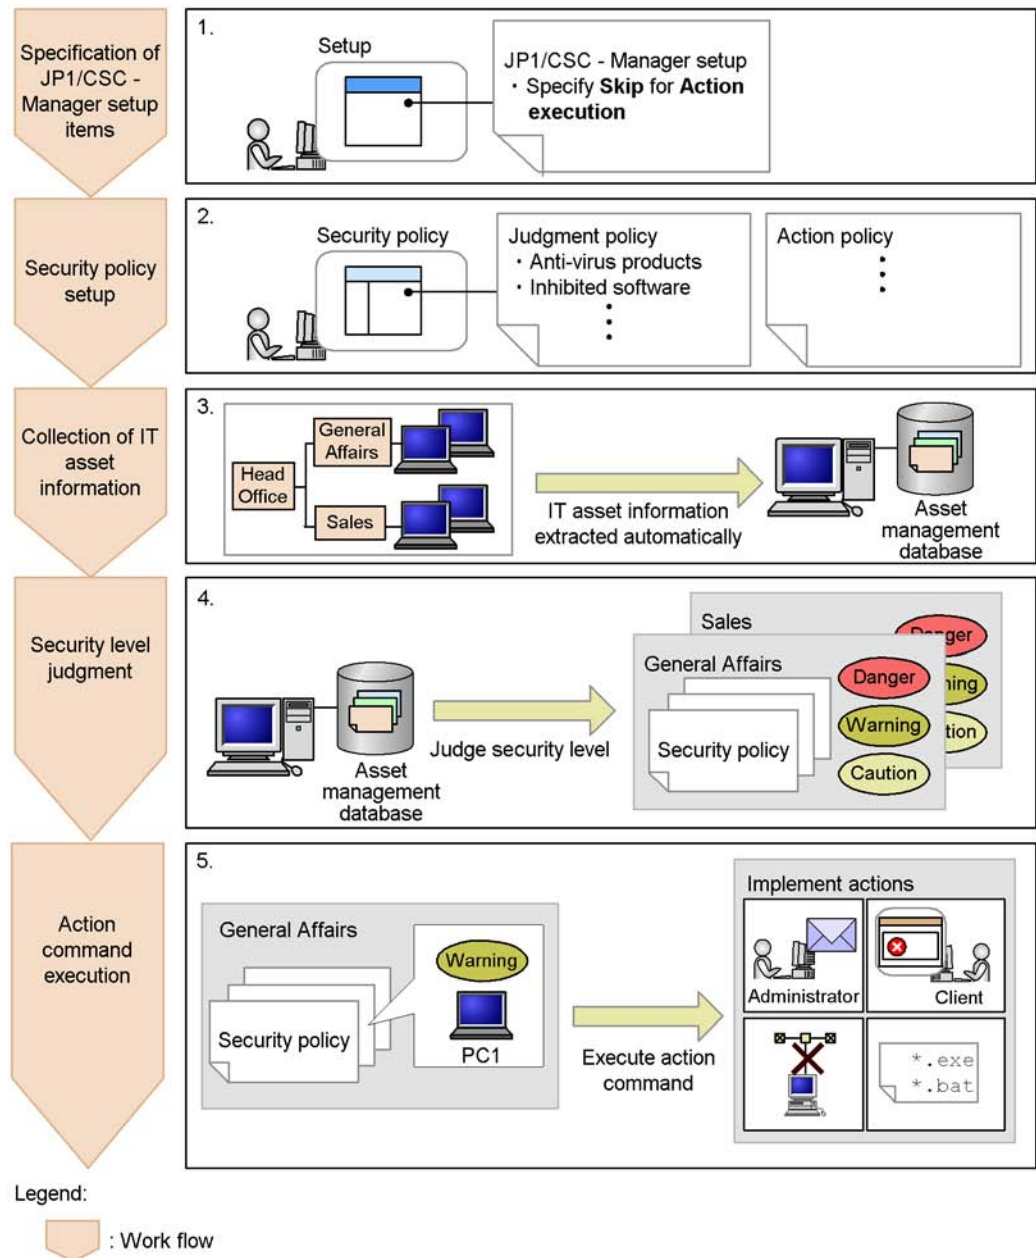 Specification of
JP1/CSC -
Manager setup
items
1.
Setup
JP1/CSC - Manager setup
· Specify Skip for Action
execution
Security policy
setup
2.
Security policy
Judgment policy
· Anti-virus products
· Inhibited software
Action policy
Collection of IT
asset
information
3.
Head
Office
General
Affairs
Sales
IT asset information
extracted automatically
Asset
management
database
Security level
judgment
4.
Asset
management
database
Judge security level
Sales
Danger
General Affairs
Danger
Warning
Caution
Security policy
ning
tion
Action
command
execution
5.
General Affairs
Security policy
Warning
PC1
Execute action
command
Implement actions
Administrator
Client
*.exe
*.bat
Legend:
: Work flow